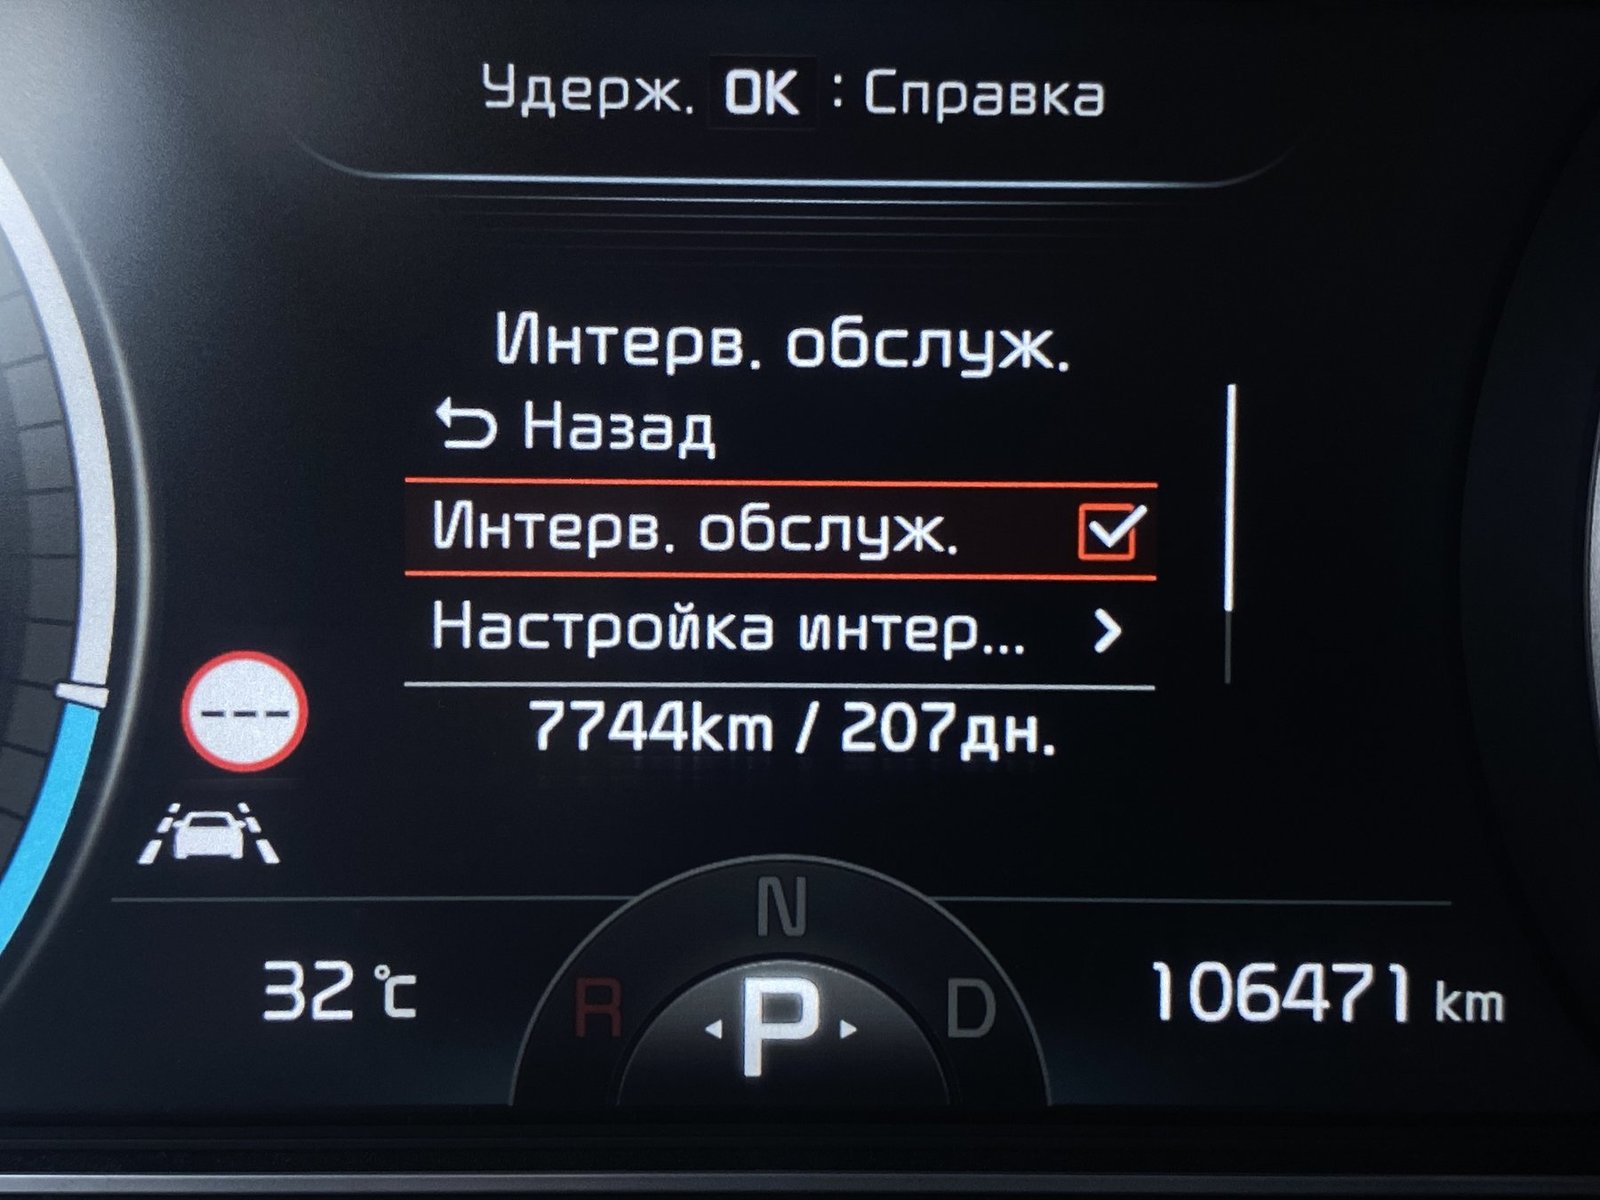 Удерж. OK : Справка
Интерв. обслуж.
Назад
Интерв. обслуж.
Настройка интер...
7744km / 207дн.
N
R P D
32 °C
106471 km